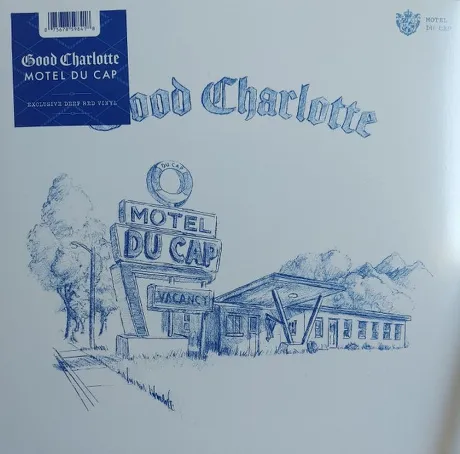 Good Charlotte
MOTEL DU CAP
EXCLUSIVE DEEP RED VINYL
MOTEL
DU CAP
Good Charlotte
DU CAP
MOTEL
DU CAP
VACANCY